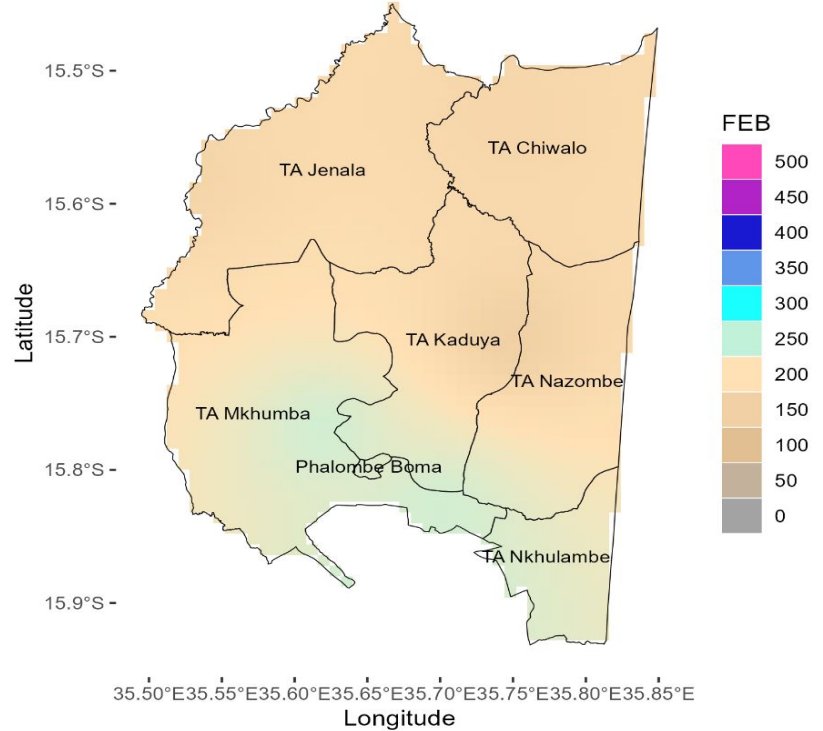 15.5°S
15.6°S
15.7°S
15.8°S
15.9°S
Latitude
TA Jenala
TA Chiwalo
TA Kaduya
TA Nazombe
TA Mkhumba
Phalombe Boma
TA Nkhulambe
35.50°E35.55°E35.60°E35.65°E35.70°E35.75°E35.80°E35.85°E
Longitude
FEB
500
450
400
350
300
250
200
150
100
50
0